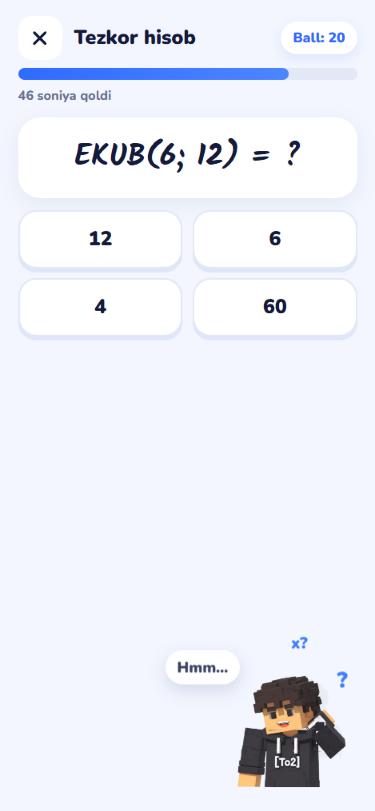 Tezkor hisob
Ball: 20
46 soniya qoldi
EKUB(6; 12) = ?
12
6
4
60
x?
Hmm...
?
[To2]